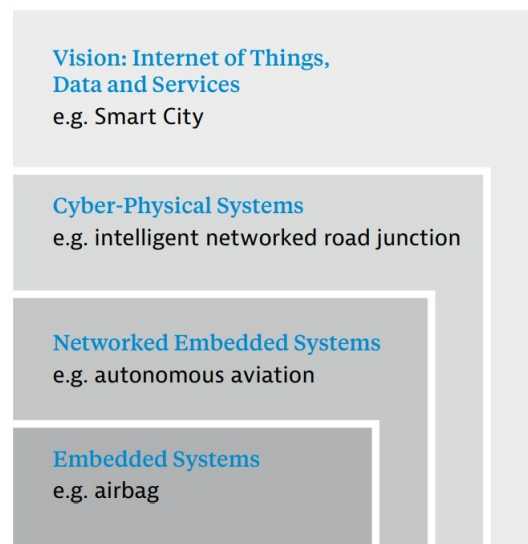 Vision: Internet of Things,
Data and Services
e.g. Smart City
Cyber-Physical Systems
e.g. intelligent networked road junction
Networked Embedded Systems
e.g. autonomous aviation
Embedded Systems
e.g. airbag